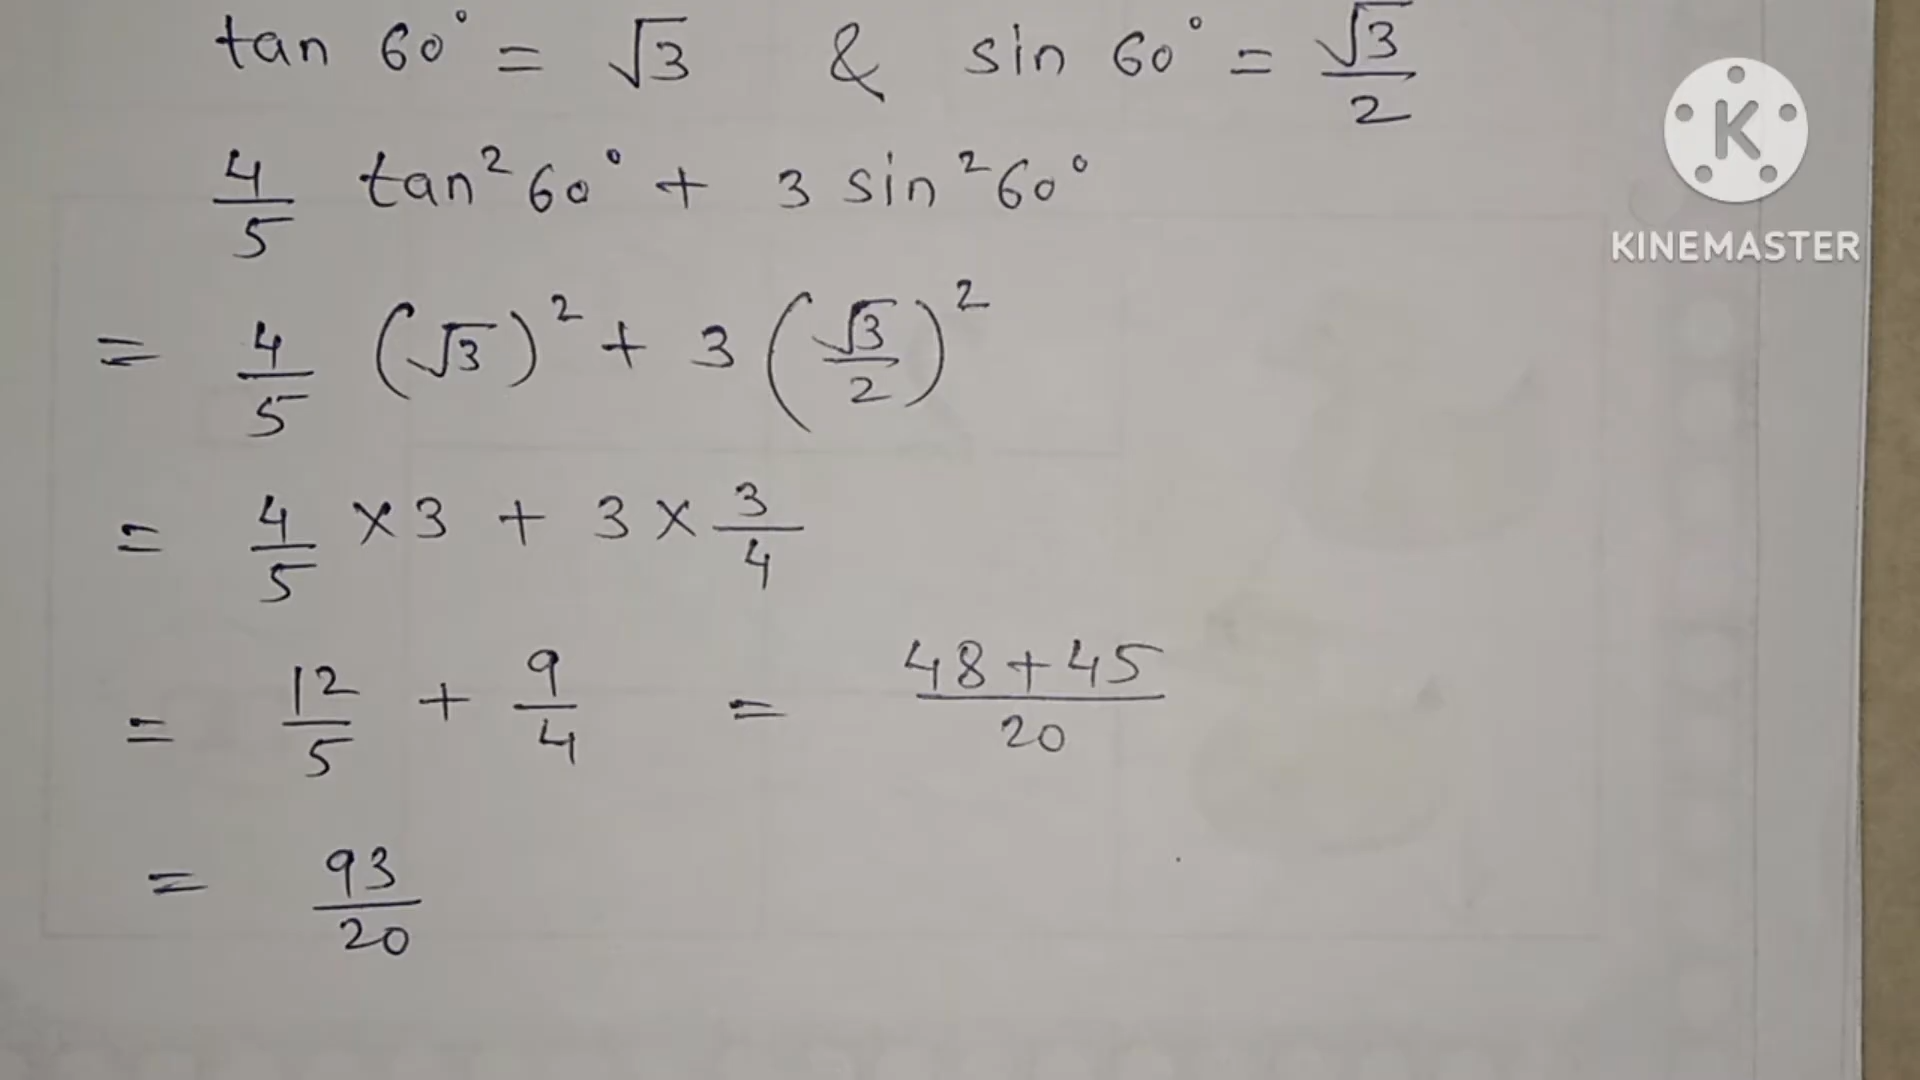 tan 60° = √3 & sin 60° = √3/2
4/5 tan²60° + 3 sin²60°
= 4/5 (√3)² + 3 (√3/2)²
= 4/5 × 3 + 3 × 3/4
= 12/5 + 9/4 = 48+45/20
= 93/20
K
KINEMASTER